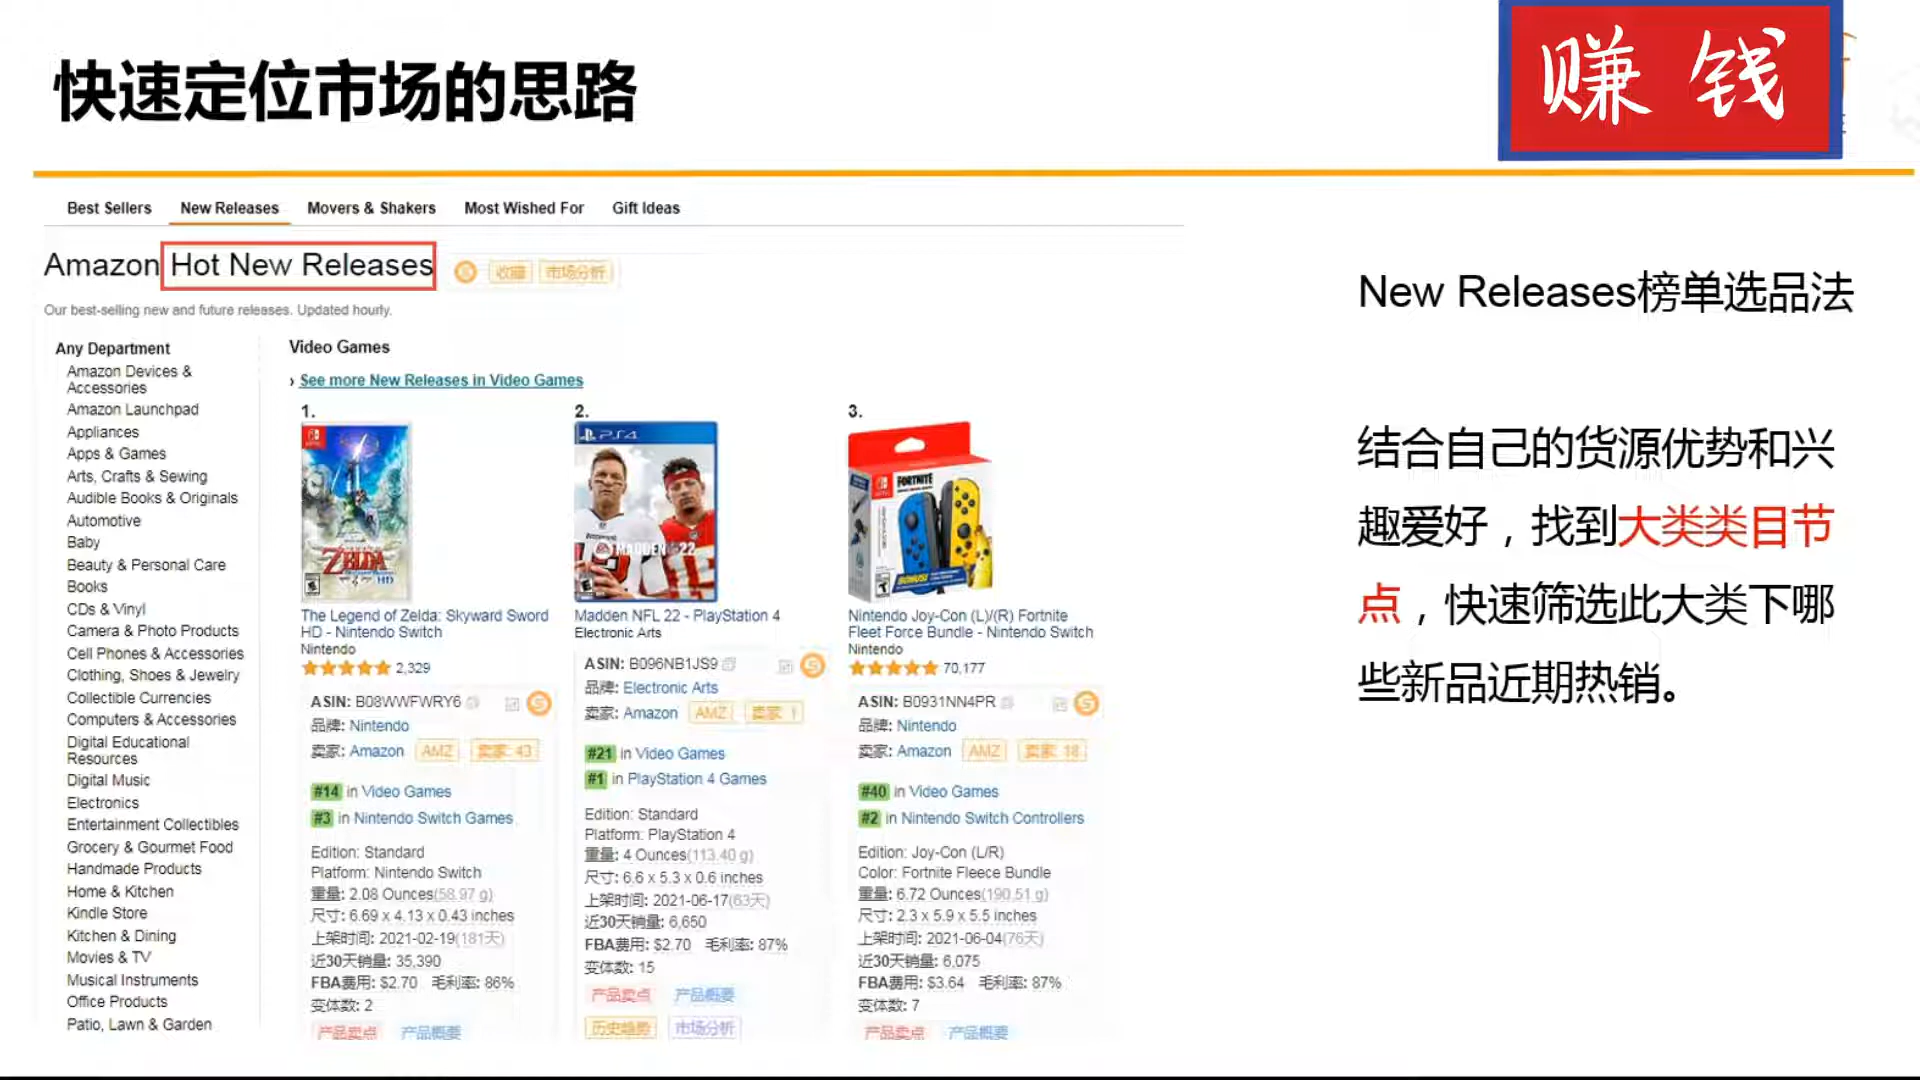 快速定位市场的思路
赚 钱
Best Sellers New Releases Movers & Shakers Most Wished For Gift Ideas
Amazon Hot New Releases 收藏 市场分析
Our best-selling new and future releases. Updated hourly.
Any Department
Amazon Devices &
Accessories
Amazon Launchpad
Appliances
Apps & Games
Arts, Crafts & Sewing
Audible Books & Originals
Automotive
Baby
Beauty & Personal Care
Books
CDs & Vinyl
Camera & Photo Products
Cell Phones & Accessories
Clothing, Shoes & Jewelry
Collectible Currencies
Computers & Accessories
Digital Educational
Resources
Digital Music
Electronics
Entertainment Collectibles
Grocery & Gourmet Food
Handmade Products
Home & Kitchen
Kindle Store
Kitchen & Dining
Movies & TV
Musical Instruments
Office Products
Patio, Lawn & Garden
Video Games
› See more New Releases in Video Games
1.
ZELDA
HD
The Legend of Zelda: Skyward Sword
HD - Nintendo Switch
Nintendo
2,329
ASIN: B08WWFWRY6
品牌: Nintendo
卖家: Amazon AMZ 卖家: 43
#14 in Video Games
#3 in Nintendo Switch Games
Edition: Standard
Platform: Nintendo Switch
重量: 2.08 Ounces(58.97 g)
尺寸: 6.69 x 4.13 x 0.43 inches
上架时间: 2021-02-19(181天)
近30天销量: 35,390
FBA费用: $2.70 毛利率: 86%
变体数: 2
产品卖点 产品概要
2.
PS4
MADDEN 22
Madden NFL 22 - PlayStation 4
Electronic Arts
ASIN: B096NB1JS9
品牌: Electronic Arts
卖家: Amazon AMZ 卖家: 1
#21 in Video Games
#1 in PlayStation 4 Games
Edition: Standard
Platform: PlayStation 4
重量: 4 Ounces(113.40 g)
尺寸: 6.6 x 5.3 x 0.6 inches
上架时间: 2021-06-17(63天)
近30天销量: 6,650
FBA费用: $2.70 毛利率: 87%
变体数: 15
产品卖点 产品概要
历史趋势 市场分析
3.
FORTNITE
Nintendo Joy-Con (L)/(R) Fortnite
Fleet Force Bundle - Nintendo Switch
Nintendo
70,177
ASIN: B0931NN4PR
品牌: Nintendo
卖家: Amazon AMZ 卖家: 18
#40 in Video Games
#2 in Nintendo Switch Controllers
Edition: Joy-Con (L/R)
Color: Fortnite Fleece Bundle
重量: 6.72 Ounces(190.51 g)
尺寸: 2.3 x 5.9 x 5.5 inches
上架时间: 2021-06-04(76天)
近30天销量: 6,075
FBA费用: $3.64 毛利率: 87%
变体数: 7
产品卖点 产品概要
New Releases榜单选品法
结合自己的货源优势和兴
趣爱好，找到大类类目节
点，快速筛选此大类下哪
些新品近期热销。